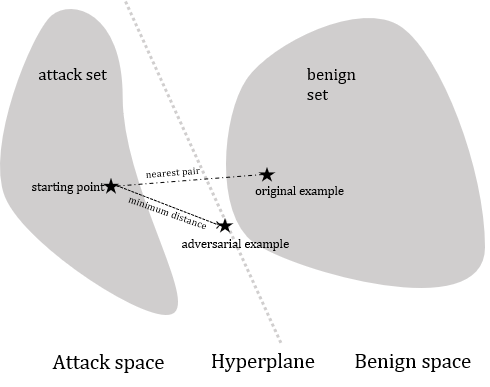 attack set
benign
set
nearest pair
starting point
original example
minimum distance
adversarial example
Attack space
Hyperplane
Benign space